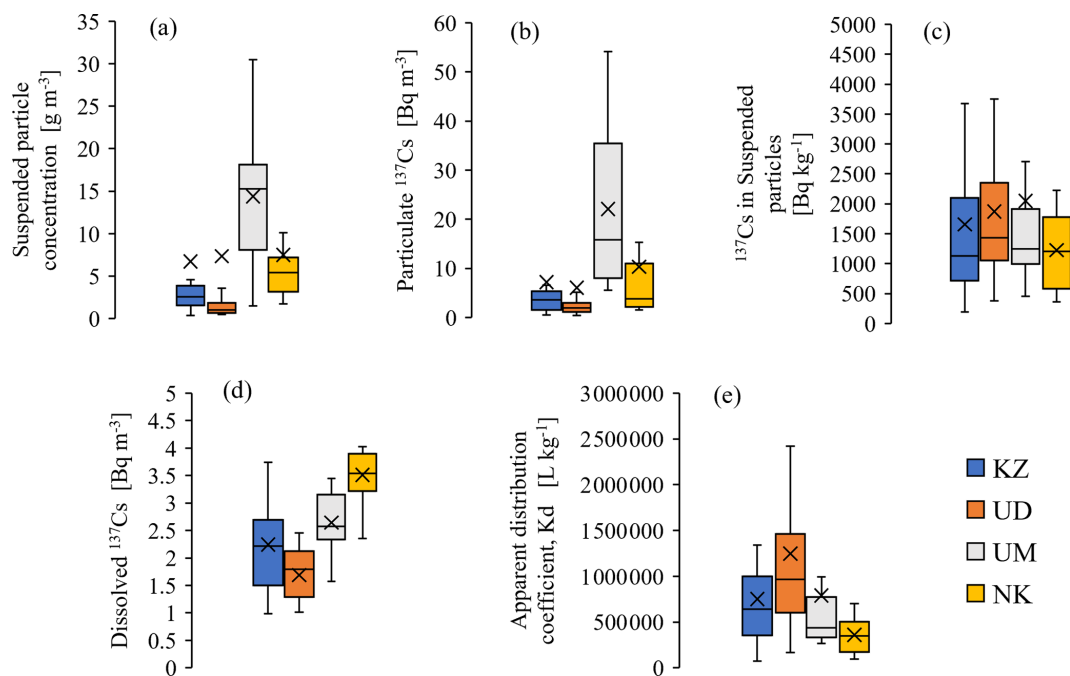 (a)
Suspended particle
concentration [g m⁻³]
35
30
25
20
15
10
5
0
(b)
Particulate ¹³⁷Cs [Bq m⁻³]
60
50
40
30
20
10
0
(c)
¹³⁷Cs in Suspended
particles
[Bq kg⁻¹]
5000
4500
4000
3500
3000
2500
2000
1500
1000
500
0
(d)
Dissolved ¹³⁷Cs [Bq m⁻³]
5
4.5
4
3.5
3
2.5
2
1.5
1
0.5
0
(e)
Apparent distribution
coefficient, Kd [L kg⁻¹]
3000000
2500000
2000000
1500000
1000000
500000
0
KZ
UD
UM
NK